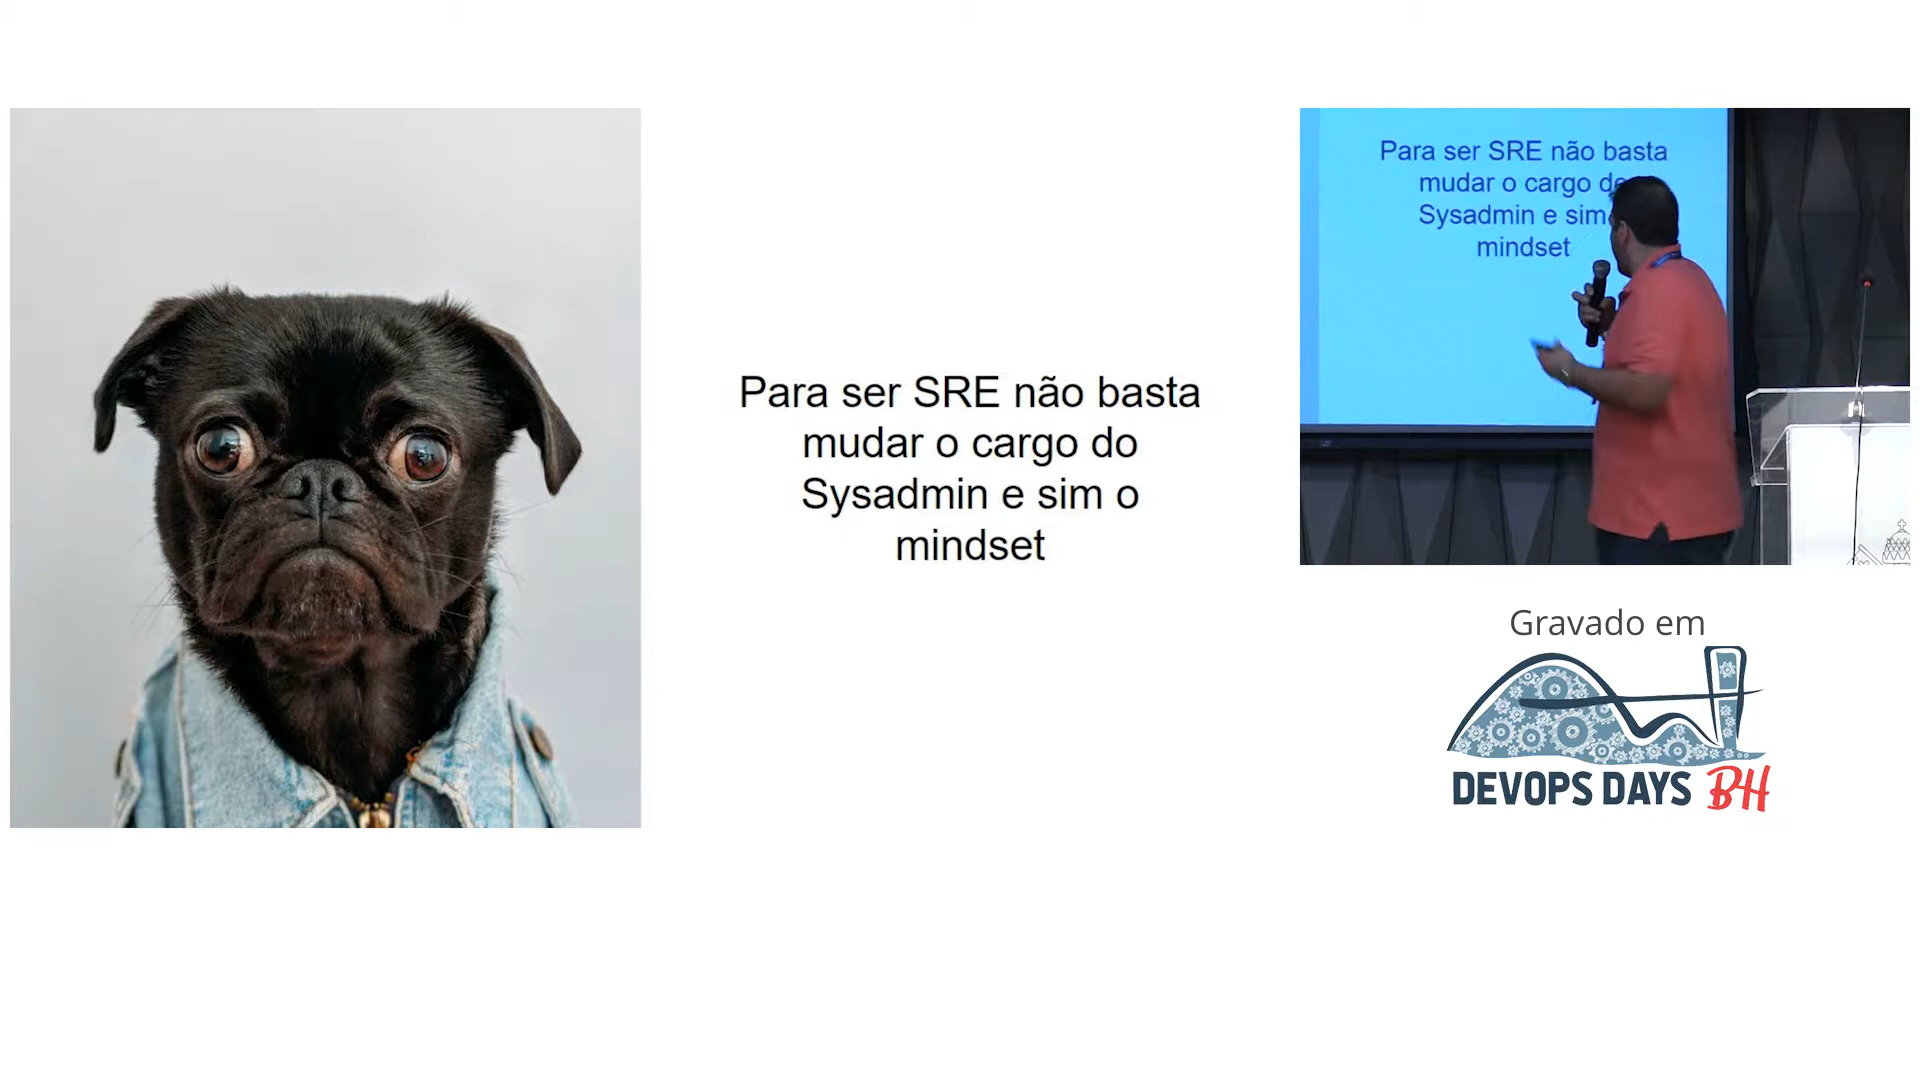 Para ser SRE não basta
mudar o cargo do
Sysadmin e sim o
mindset
Para ser SRE não basta
mudar o cargo do
Sysadmin e sim
mindset
Gravado em
DEVOPS DAYS BH